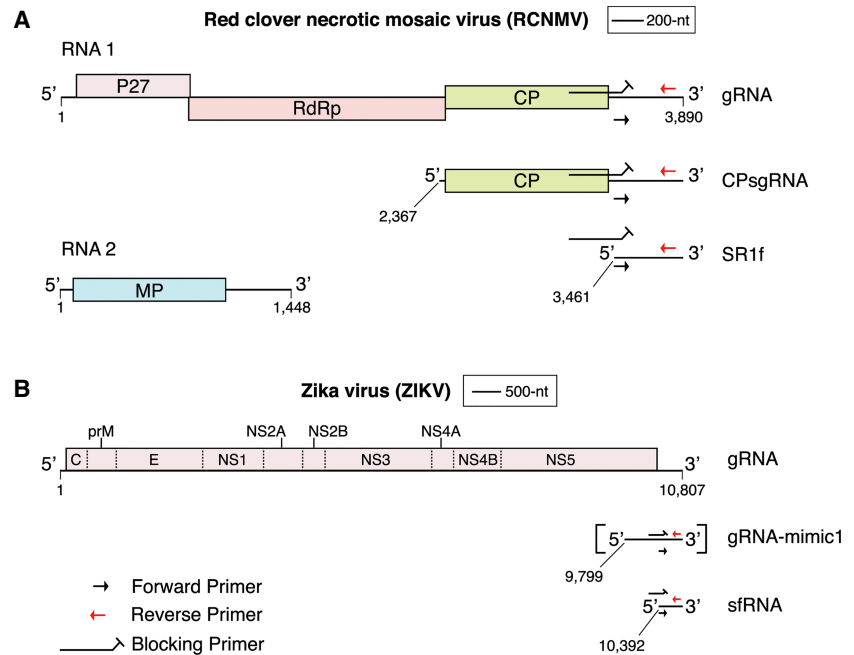 A
Red clover necrotic mosaic virus (RCNMV)
200-nt
RNA 1
5’ P27 RdRp CP 3’ gRNA
1 3,890
5’ CP 3’ CPsgRNA
2,367
RNA 2
5’ 3’ SR1f
3,461
5’ MP 3’
1 1,448
B
Zika virus (ZIKV)
500-nt
prM NS2A NS2B NS4A
5’ C E NS1 NS3 NS4B NS5 3’ gRNA
1 10,807
[5’ 3’] gRNA-mimic1
9,799
Forward Primer
5’ 3’ sfRNA
Reverse Primer
10,392
Blocking Primer